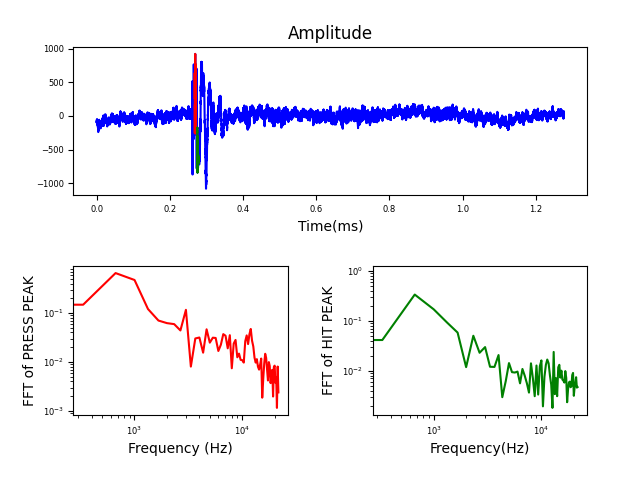 Amplitude
1000
500
0
−500
−1000
0.0 0.2 0.4 0.6 0.8 1.0 1.2
Time(ms)
FFT of PRESS PEAK
10⁻¹
10⁻²
10⁻³
10³ 10⁴
Frequency (Hz)
FFT of HIT PEAK
10⁰
10⁻¹
10⁻²
10³ 10⁴
Frequency(Hz)